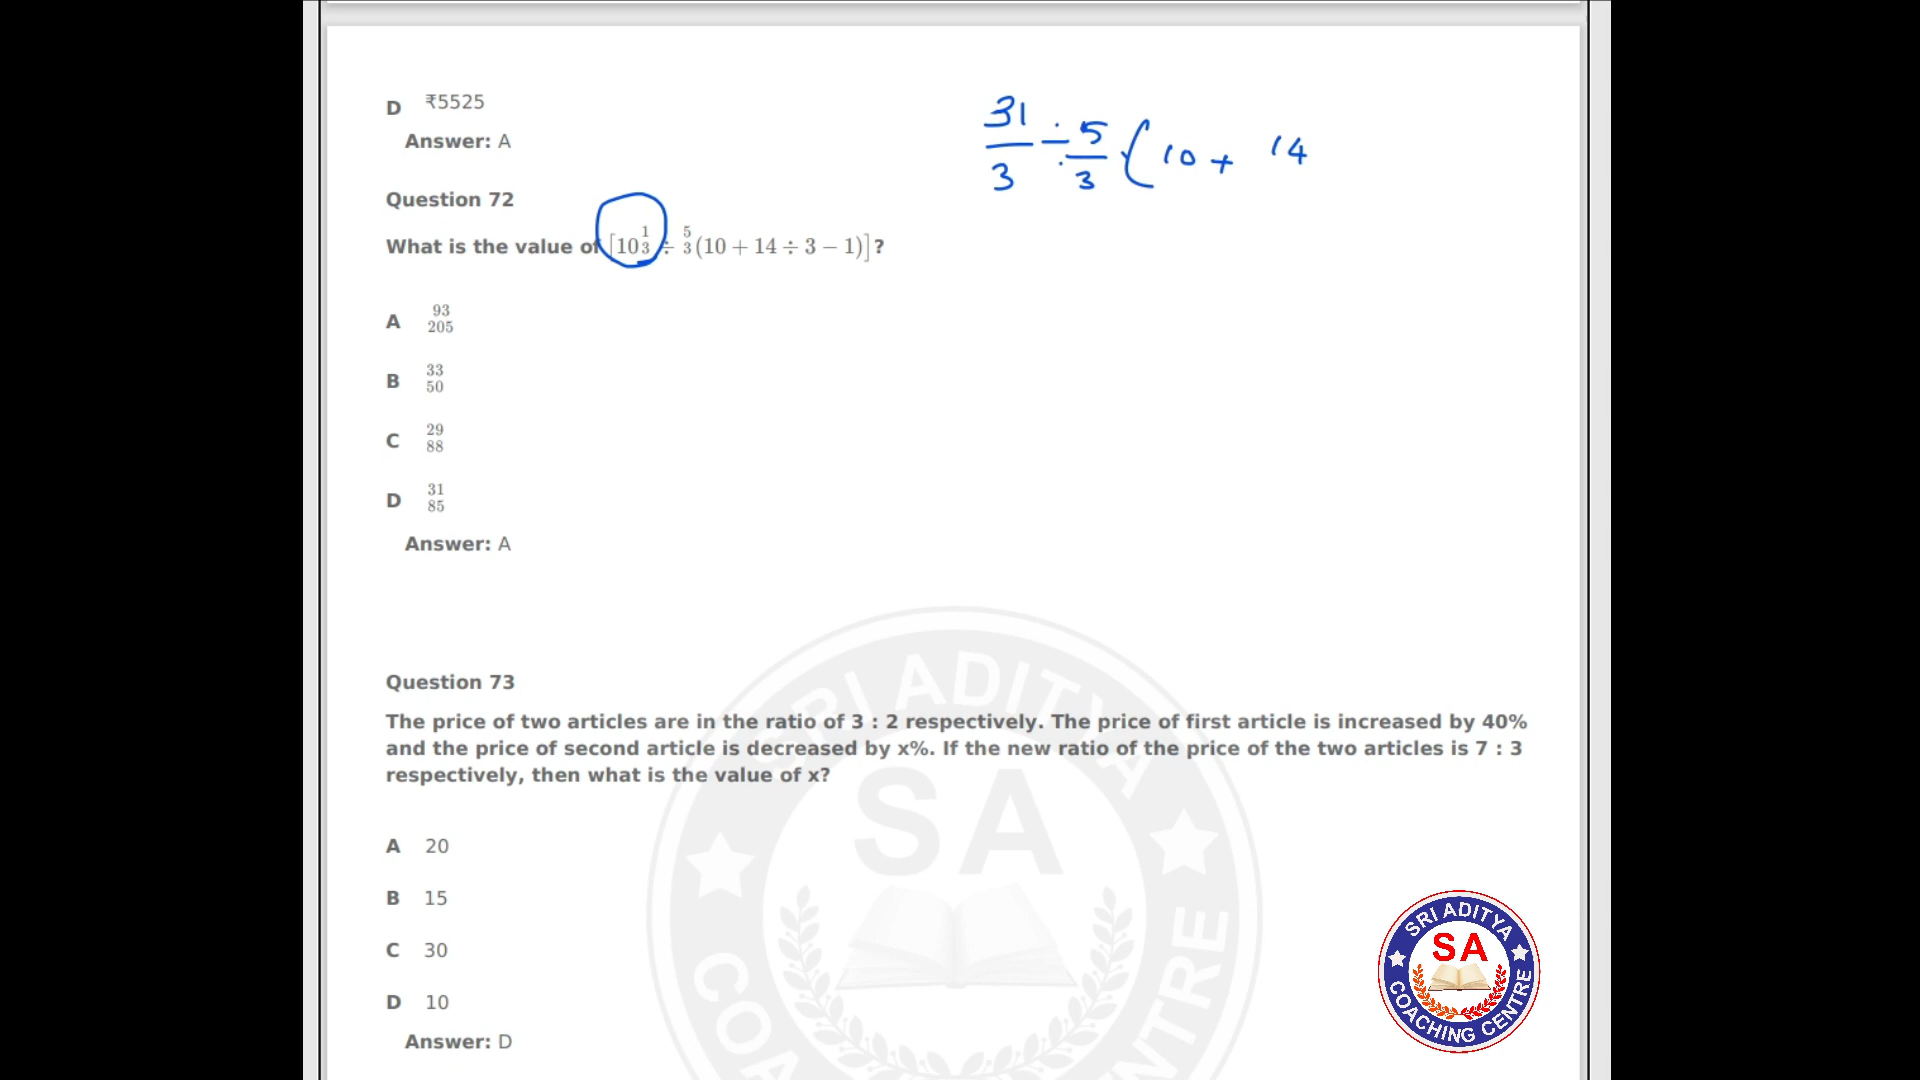 D ₹5525
Answer: A
31/3 ÷ 5/3 (10 + 14
Question 72
What is the value of [10 1/3 ÷ 5/3 (10 + 14 ÷ 3 − 1)]?
A 93/205
B 33/50
C 29/88
D 31/85
Answer: A
Question 73
The price of two articles are in the ratio of 3 : 2 respectively. The price of first article is increased by 40%
and the price of second article is decreased by x%. If the new ratio of the price of the two articles is 7 : 3
respectively, then what is the value of x?
A 20
B 15
C 30
D 10
Answer: D
SRI ADITYA
SA
COACHING CENTRE
SRI ADITYA
SA
CO
CENTRE